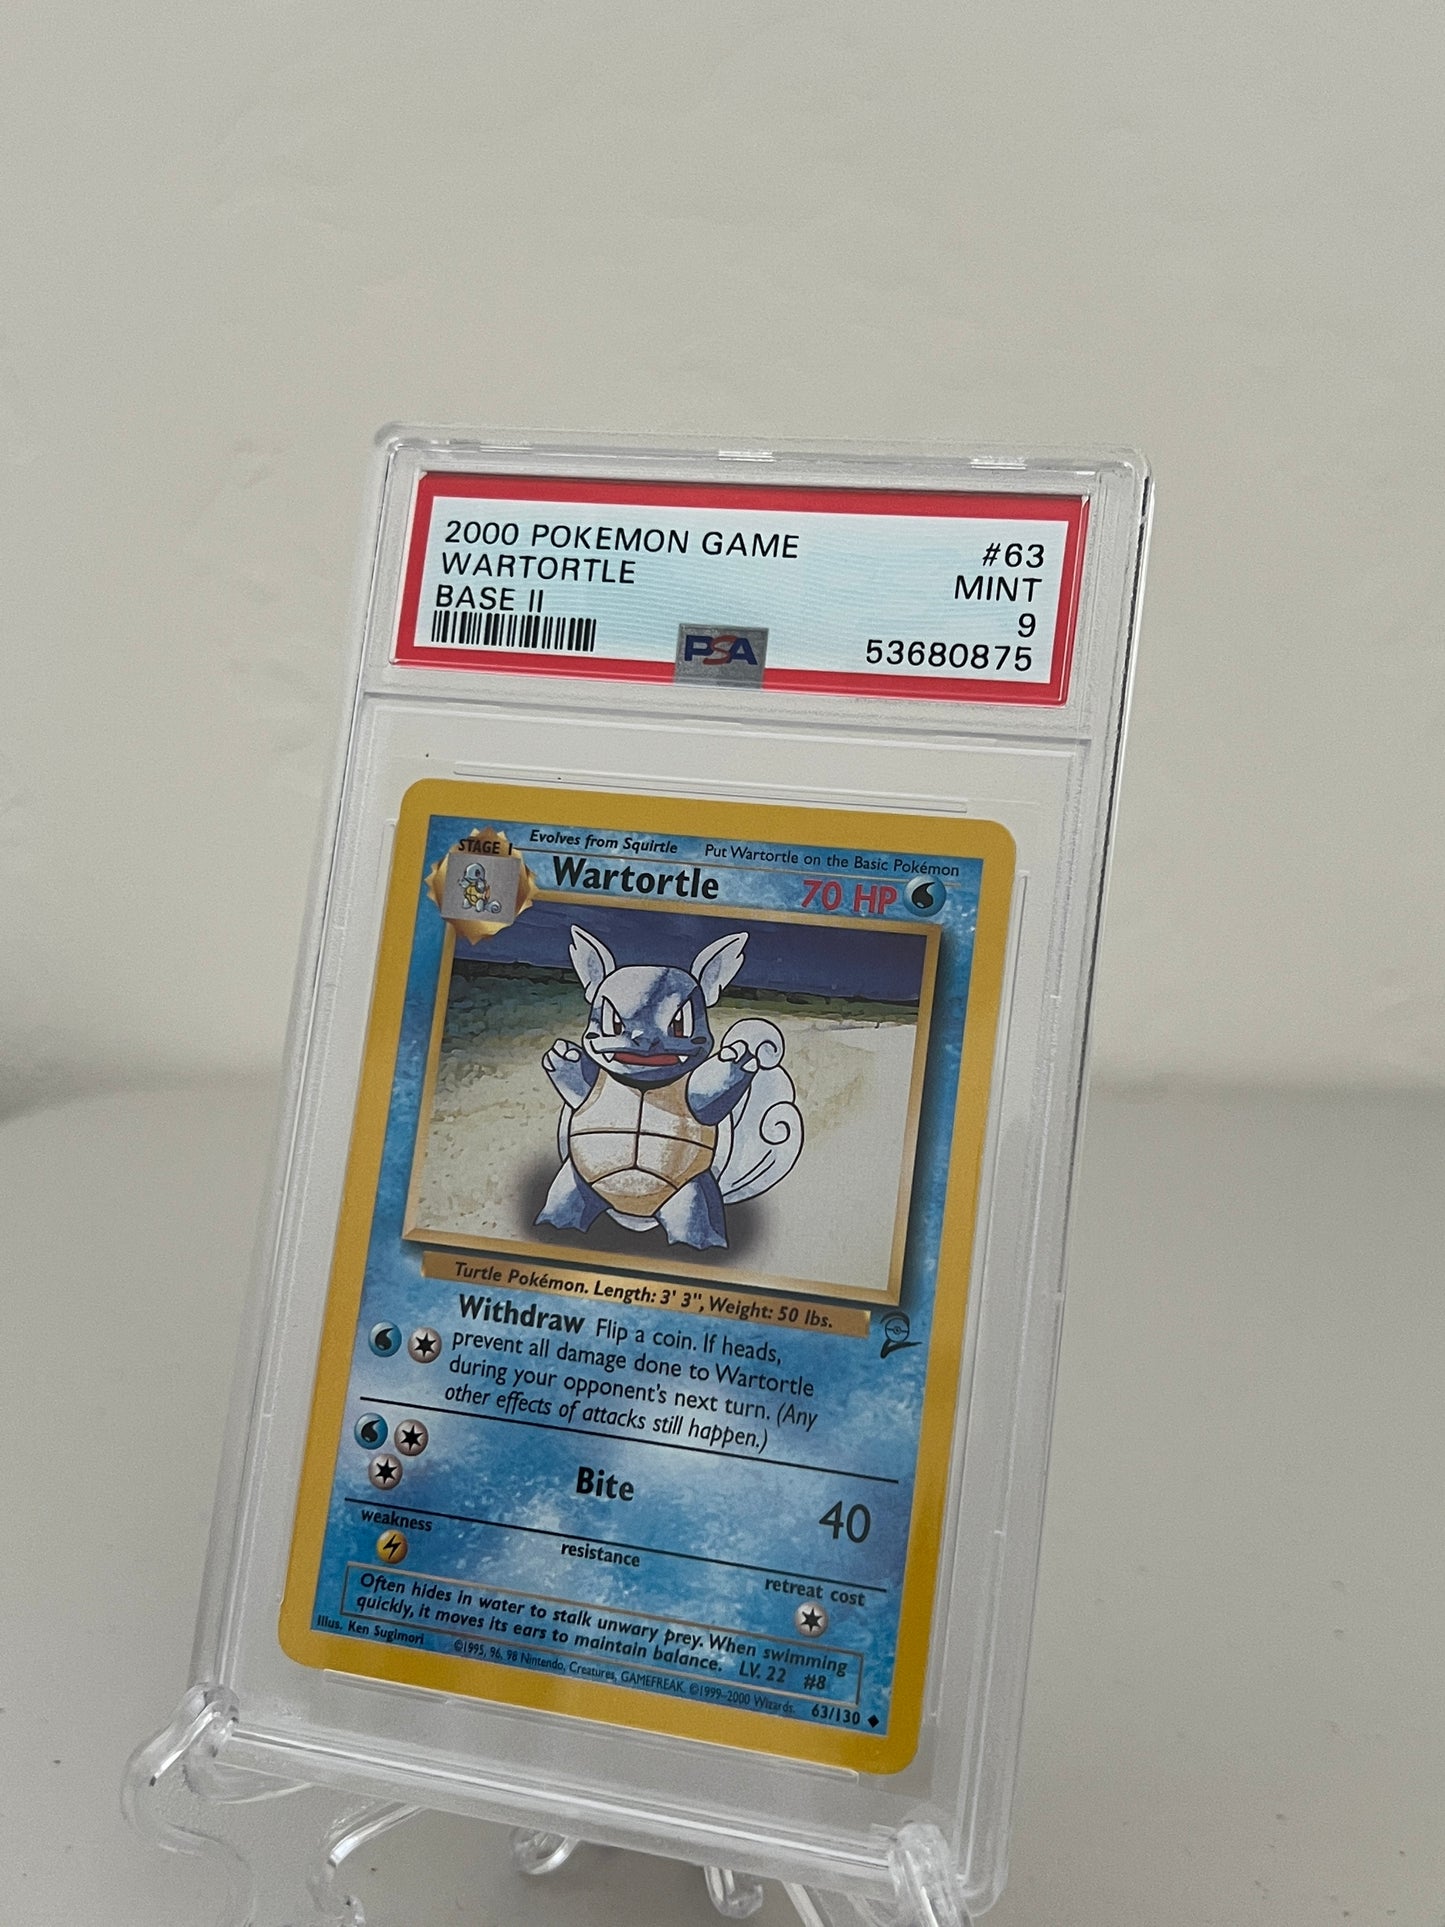 2000 POKEMON GAME #63
WARTORTLE MINT
BASE II 9
PSA 53680875
STAGE 1 Evolves from Squirtle Put Wartortle on the Basic Pokémon
Wartortle 70 HP
Turtle Pokémon. Length: 3' 3", Weight: 50 lbs.
Withdraw Flip a coin. If heads,
prevent all damage done to Wartortle
during your opponent's next turn. (Any
other effects of attacks still happen.)
Bite 40
weakness resistance retreat cost
Often hides in water to stalk unwary prey. When swimming
quickly, it moves its ears to maintain balance. LV. 22 #8
Illus. Ken Sugimori ©1995, 96, 98 Nintendo, Creatures, GAMEFREAK. ©1999-2000 Wizards. 63/130